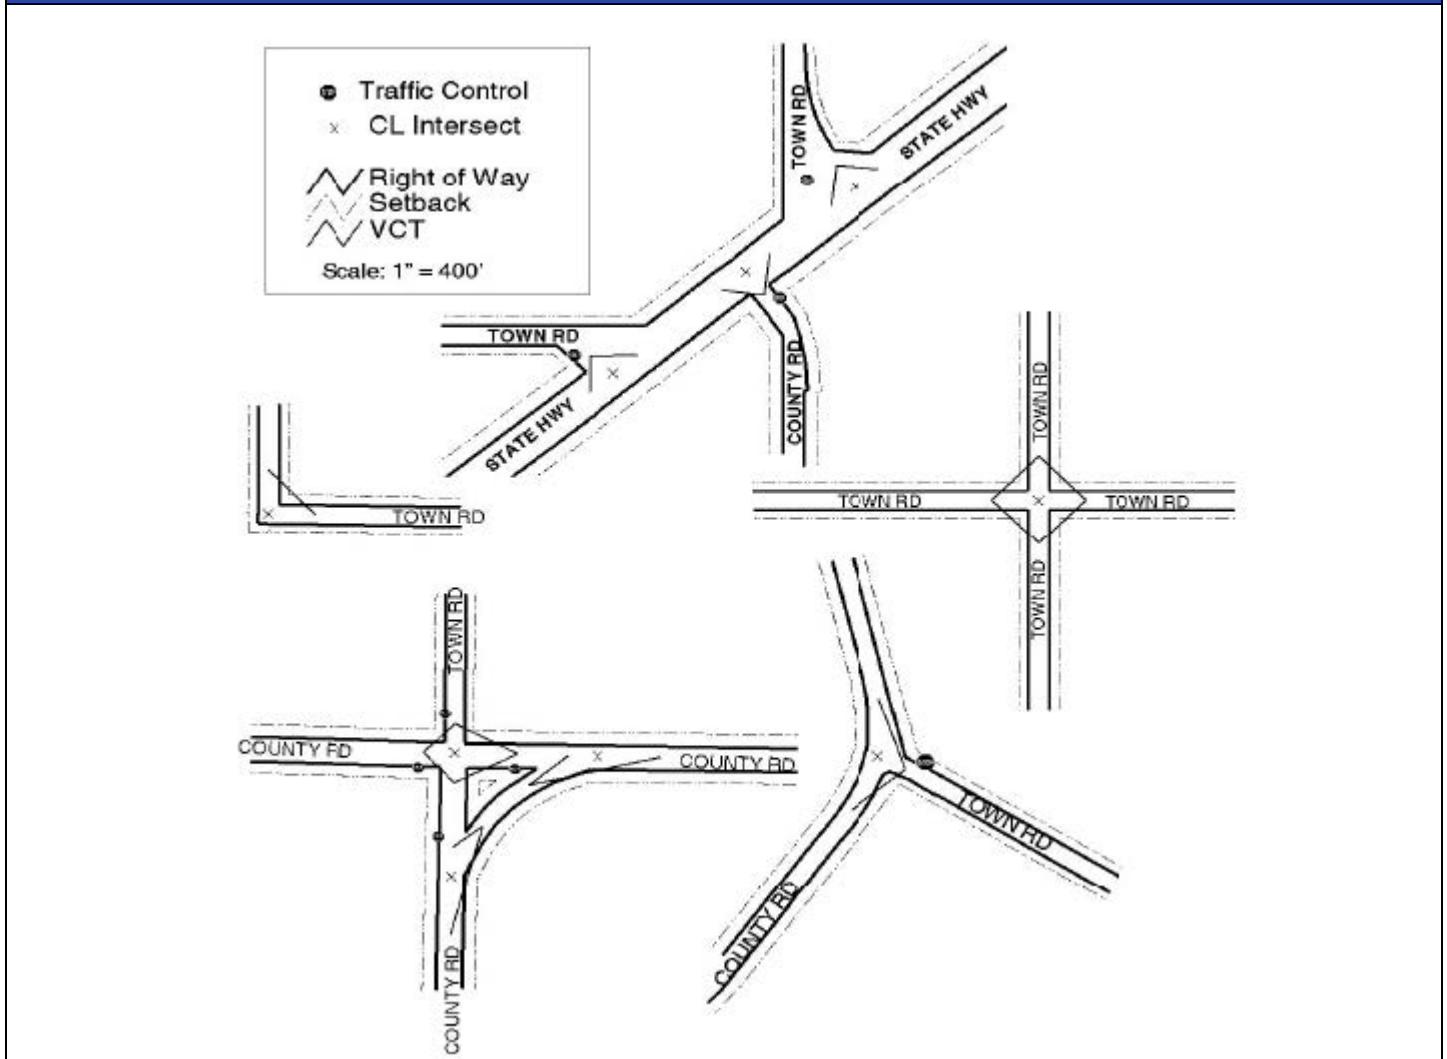 Traffic Control
CL Intersect
Right of Way
Setback
VCT
Scale: 1" = 400'
TOWN RD
STATE HWY
TOWN RD
STATE HWY
COUNTY RD
TOWN RD
TOWN RD
TOWN RD
TOWN RD
TOWN RD
TOWN RD
COUNTY RD
COUNTY RD
COUNTY RD
TOWN RD
COUNTY RD